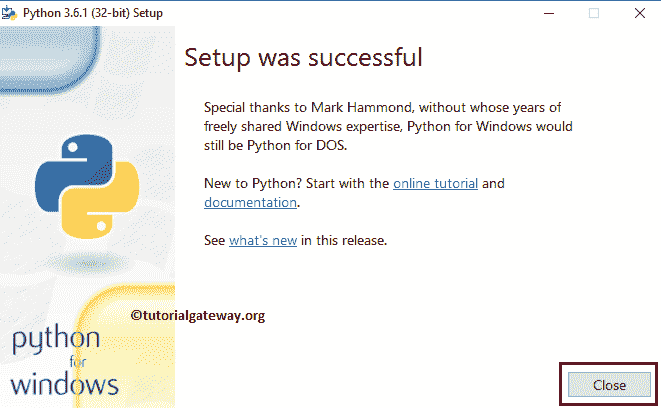 Python 3.6.1 (32-bit) Setup
Setup was successful
Special thanks to Mark Hammond, without whose years of
freely shared Windows expertise, Python for Windows would
still be Python for DOS.
New to Python? Start with the online tutorial and
documentation.
See what's new in this release.
©tutorialgateway.org
python
for
windows
Close